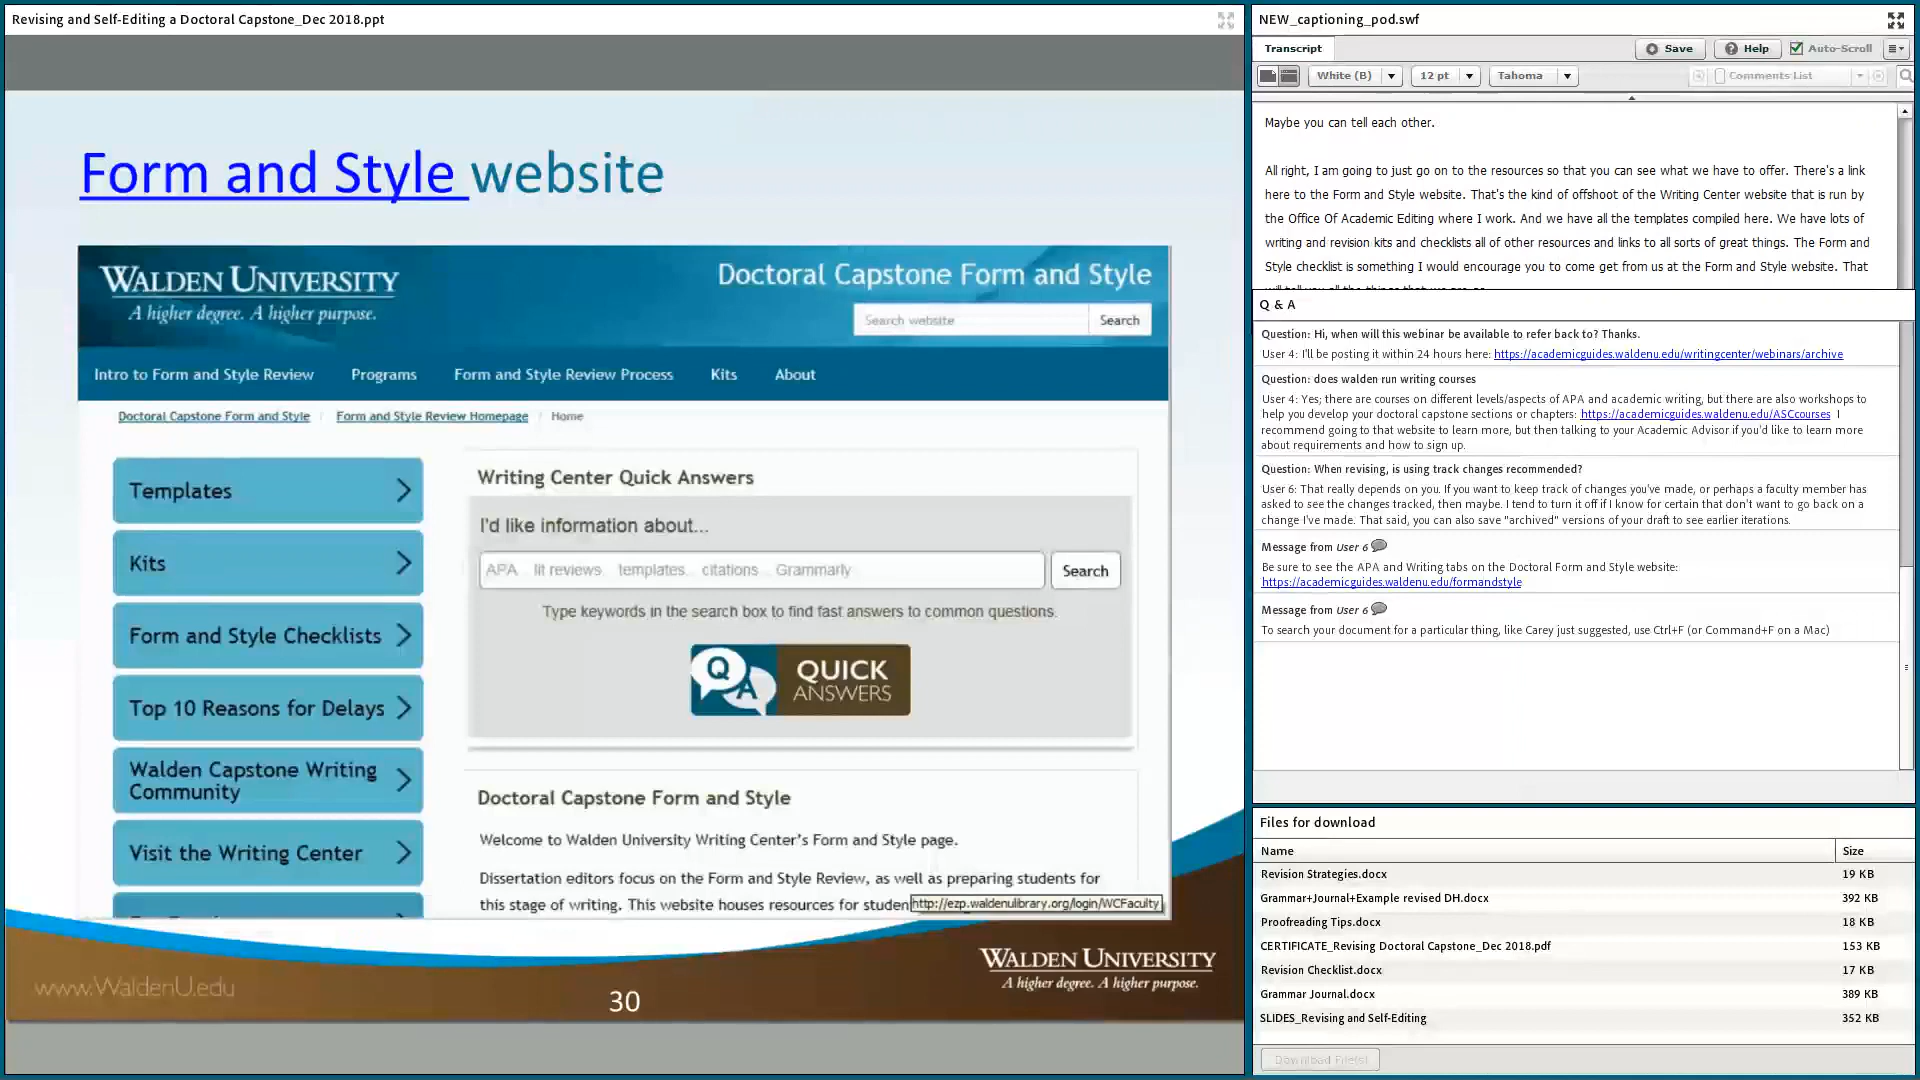 Revising and Self-Editing a Doctoral Capstone_Dec 2018.ppt
Form and Style website
WALDEN UNIVERSITY
A higher degree. A higher purpose.
Doctoral Capstone Form and Style
Search website
Search
Intro to Form and Style Review
Programs
Form and Style Review Process
Kits
About
Doctoral Capstone Form and Style / Form and Style Review Homepage / Home
Templates
Kits
Form and Style Checklists
Top 10 Reasons for Delays
Walden Capstone Writing
Community
Visit the Writing Center
Writing Center Quick Answers
I'd like information about...
APA... lit reviews... templates... citations... Grammarly
Search
Type keywords in the search box to find fast answers to common questions.
Q A
QUICK
ANSWERS
Doctoral Capstone Form and Style
Welcome to Walden University Writing Center's Form and Style page.
Dissertation editors focus on the Form and Style Review, as well as preparing students for
this stage of writing. This website houses resources for studen
http://ezp.waldenulibrary.org/login/WCFaculty
www.WaldenU.edu
30
WALDEN UNIVERSITY
A higher degree. A higher purpose.
NEW_captioning_pod.swf
Transcript
Save
Help
Auto-Scroll
White (B)
12 pt
Tahoma
Comments List
Maybe you can tell each other.
All right, I am going to just go on to the resources so that you can see what we have to offer. There's a link
here to the Form and Style website. That's the kind of offshoot of the Writing Center website that is run by
the Office Of Academic Editing where I work. And we have all the templates compiled here. We have lots of
writing and revision kits and checklists all of other resources and links to all sorts of great things. The Form and
Style checklist is something I would encourage you to come get from us at the Form and Style website. That
will tell you all the things that we are so
Q & A
Question: Hi, when will this webinar be available to refer back to? Thanks.
User 4: I'll be posting it within 24 hours here: https://academicguides.waldenu.edu/writingcenter/webinars/archive
Question: does walden run writing courses
User 4: Yes; there are courses on different levels/aspects of APA and academic writing, but there are also workshops to
help you develop your doctoral capstone sections or chapters: https://academicguides.waldenu.edu/ASCcourses I
recommend going to that website to learn more, but then talking to your Academic Advisor if you'd like to learn more
about requirements and how to sign up.
Question: When revising, is using track changes recommended?
User 6: That really depends on you. If you want to keep track of changes you've made, or perhaps a faculty member has
asked to see the changes tracked, then maybe. I tend to turn it off if I know for certain that don't want to go back on a
change I've made. That said, you can also save "archived" versions of your draft to see earlier iterations.
Message from User 6
Be sure to see the APA and Writing tabs on the Doctoral Form and Style website:
https://academicguides.waldenu.edu/formandstyle
Message from User 6
To search your document for a particular thing, like Carey just suggested, use Ctrl+F (or Command+F on a Mac)
Files for download
Name Size
Revision Strategies.docx 19 KB
Grammar+Journal+Example revised DH.docx 392 KB
Proofreading Tips.docx 18 KB
CERTIFICATE_Revising Doctoral Capstone_Dec 2018.pdf 153 KB
Revision Checklist.docx 17 KB
Grammar Journal.docx 389 KB
SLIDES_Revising and Self-Editing 352 KB
Download File(s)